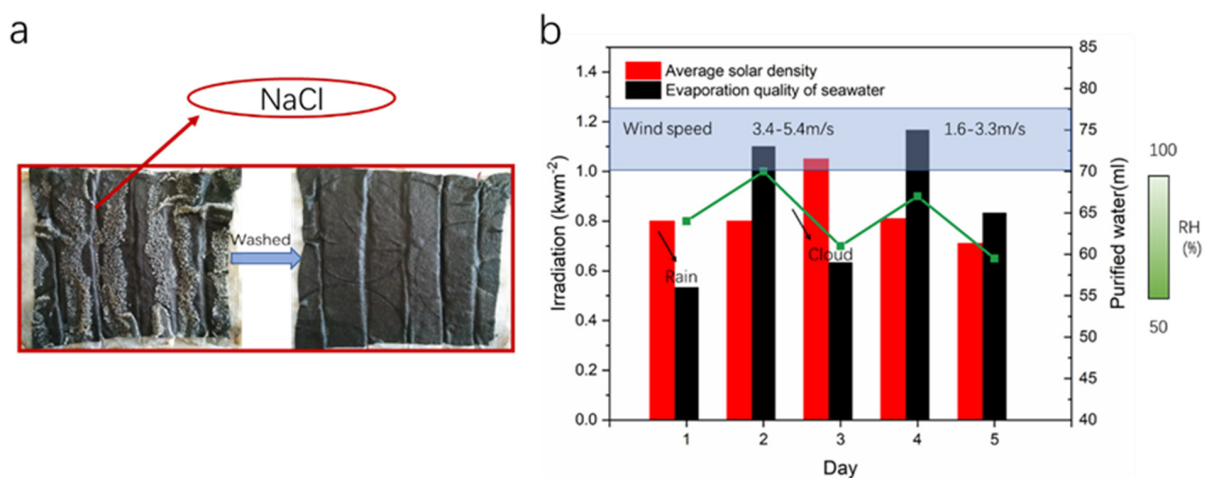 a
NaCl
Washed
b
Average solar density
Evaporation quality of seawater
Wind speed 3.4-5.4m/s 1.6-3.3m/s
Rain
Cloud
Irradiation (kwm⁻²)
1.4
1.2
1.0
0.8
0.6
0.4
0.2
0.0
1 2 3 4 5
Day
85
80
75
70
65
60
55
50
45
40
Purified water(ml)
100
RH
(%)
50